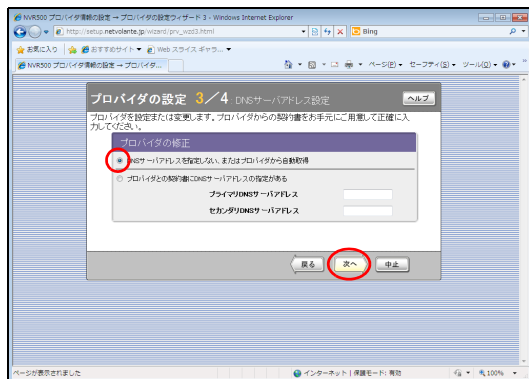 NVR500 プロバイダ情報の設定 → プロバイダの設定ウィザード 3 - Windows Internet Explorer
http://setup.netvolante.jp/wizard/prv_wzd3.html
Bing
お気に入り
おすすめサイト
Web スライス ギャラ...
NVR500 プロバイダ情報の設定 → プロバイダ...
ページ(P)
セーフティ(S)
ツール(O)
プロバイダの設定 3/4 :DNSサーバアドレス設定
ヘルプ
プロバイダを設定または変更します。プロバイダからの契約書をお手元にご用意して正確に入
力してください。
プロバイダの修正
DNSサーバアドレスを指定しない、またはプロバイダから自動取得
プロバイダとの契約書にDNSサーバアドレスの指定がある
プライマリDNSサーバアドレス
セカンダリDNSサーバアドレス
戻る
次へ
中止
ページが表示されました
インターネット | 保護モード: 有効
100%